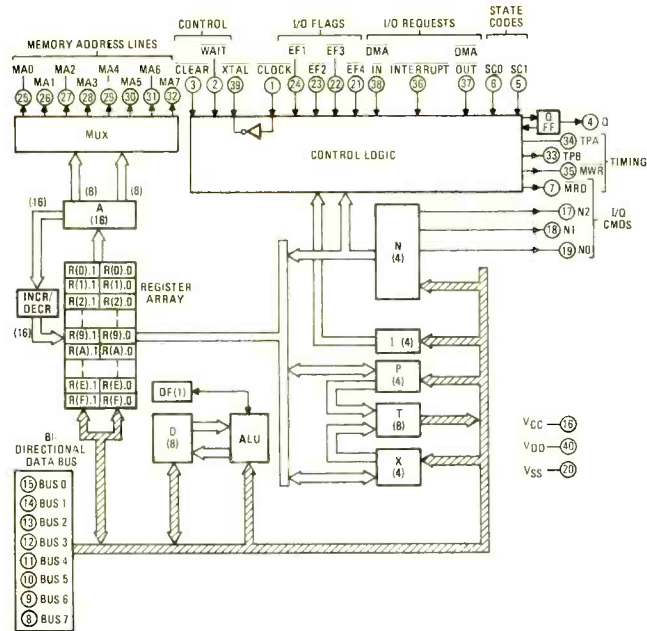 CONTROL
I/O FLAGS
I/O REQUESTS
STATE CODES
MEMORY ADDRESS LINES
WAIT
EF1
EF3
DMA
DMA
MA0
MA2
MA4
MA6
CLEAR
XTAL
CLOCK
EF2
EF4
IN
INTERRUPT
OUT
SC0
SC1
MA1
MA3
MA5
MA7
25
26
27
28
29
30
31
32
3
2
39
1
24
23
22
21
38
36
37
6
5
MUX
CONTROL LOGIC
Q FF
4 Q
34 TPA
33 TPB
35 MWR
7 MRD
TIMING
(8)
(8)
(16)
A (16)
N (4)
17 N2
18 N1
19 N0
I/O CMDS
R(0).1 R(0).0
R(1).1 R(1).0
R(2).1 R(2).0
REGISTER ARRAY
INCR/ DECR
(16)
R(9).1 R(9).0
R(A).1 R(A).0
R(E).1 R(E).0
R(F).1 R(F).0
I (4)
P (4)
DF(1)
T (8)
D (8)
ALU
X (4)
VCC 16
VDD 40
VSS 20
BI-
DIRECTIONAL
DATA BUS
15 BUS 0
14 BUS 1
13 BUS 2
12 BUS 3
11 BUS 4
10 BUS 5
9 BUS 6
8 BUS 7